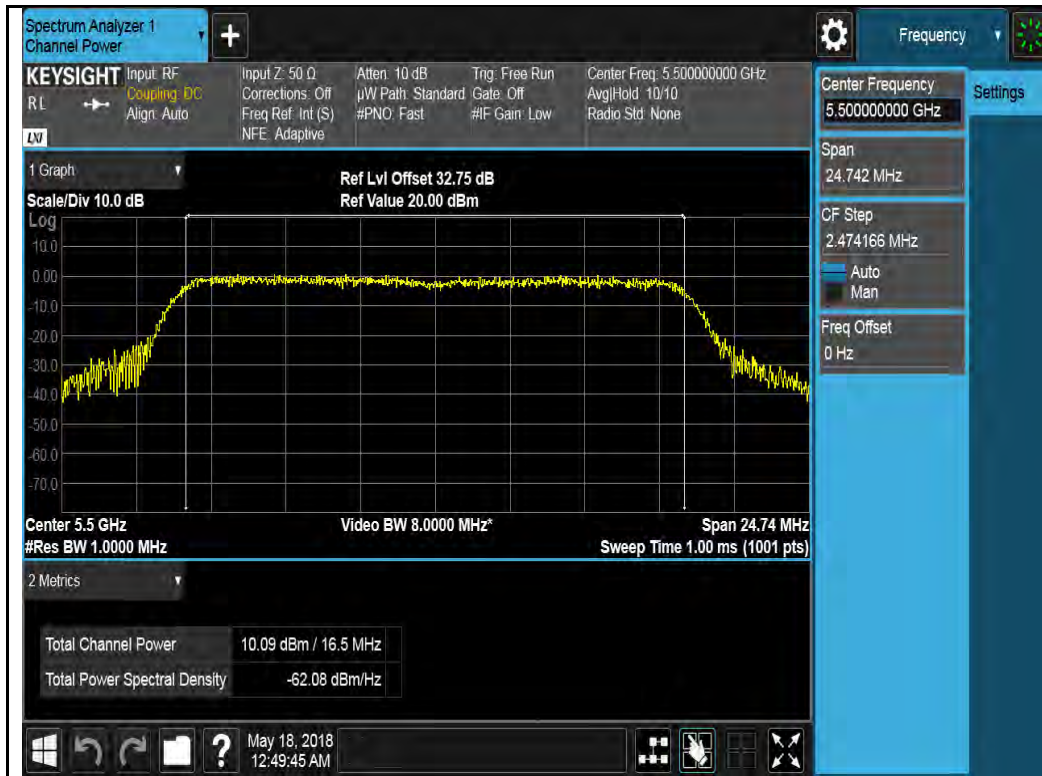 Spectrum Analyzer 1
Channel Power
+
Frequency
KEYSIGHT
RL
LXI
Input: RF
Coupling: DC
Align: Auto
Input Z: 50 Ω
Corrections: Off
Freq Ref: Int (S)
NFE: Adaptive
Atten: 10 dB
µW Path: Standard
#PNO: Fast
Trig: Free Run
Gate: Off
#IF Gain: Low
Center Freq: 5.500000000 GHz
Avg|Hold: 10/10
Radio Std: None
Center Frequency
5.500000000 GHz
Settings
Span
24.742 MHz
CF Step
2.474166 MHz
Auto
Man
Freq Offset
0 Hz
1 Graph
Scale/Div 10.0 dB
Ref Lvl Offset 32.75 dB
Ref Value 20.00 dBm
Log
10.0
0.00
-10.0
-20.0
-30.0
-40.0
-50.0
-60.0
-70.0
Center 5.5 GHz
Video BW 8.0000 MHz*
Span 24.74 MHz
#Res BW 1.0000 MHz
Sweep Time 1.00 ms (1001 pts)
2 Metrics
Total Channel Power 10.09 dBm / 16.5 MHz
Total Power Spectral Density -62.08 dBm/Hz
?
May 18, 2018
12:49:45 AM